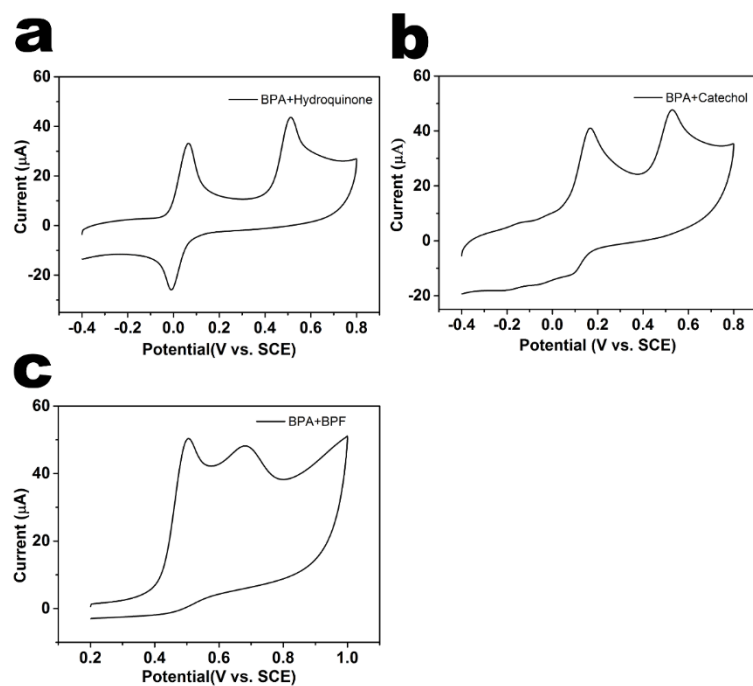 a
60
40
20
0
-20
Current (μA)
BPA+Hydroquinone
-0.4 -0.2 0.0 0.2 0.4 0.6 0.8
Potential(V vs. SCE)
b
60
40
20
0
-20
Current (μA)
BPA+Catechol
-0.4 -0.2 0.0 0.2 0.4 0.6 0.8
Potential (V vs. SCE)
c
60
40
20
0
Current (μA)
BPA+BPF
0.2 0.4 0.6 0.8 1.0
Potential(V vs. SCE)